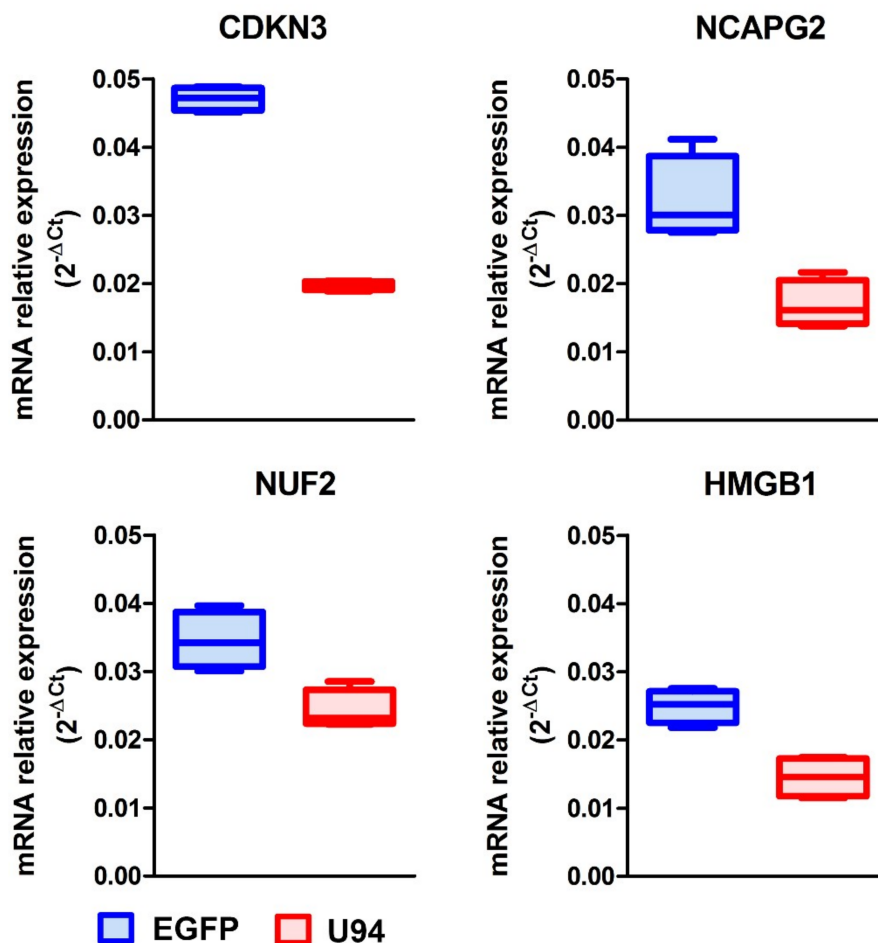 CDKN3
mRNA relative expression
(2-ΔCt)
0.05
0.04
0.03
0.02
0.01
0.00
NCAPG2
mRNA relative expression
(2-ΔCt)
0.05
0.04
0.03
0.02
0.01
0.00
NUF2
mRNA relative expression
(2-ΔCt)
0.05
0.04
0.03
0.02
0.01
0.00
HMGB1
mRNA relative expression
(2-ΔCt)
0.05
0.04
0.03
0.02
0.01
0.00
EGFP U94